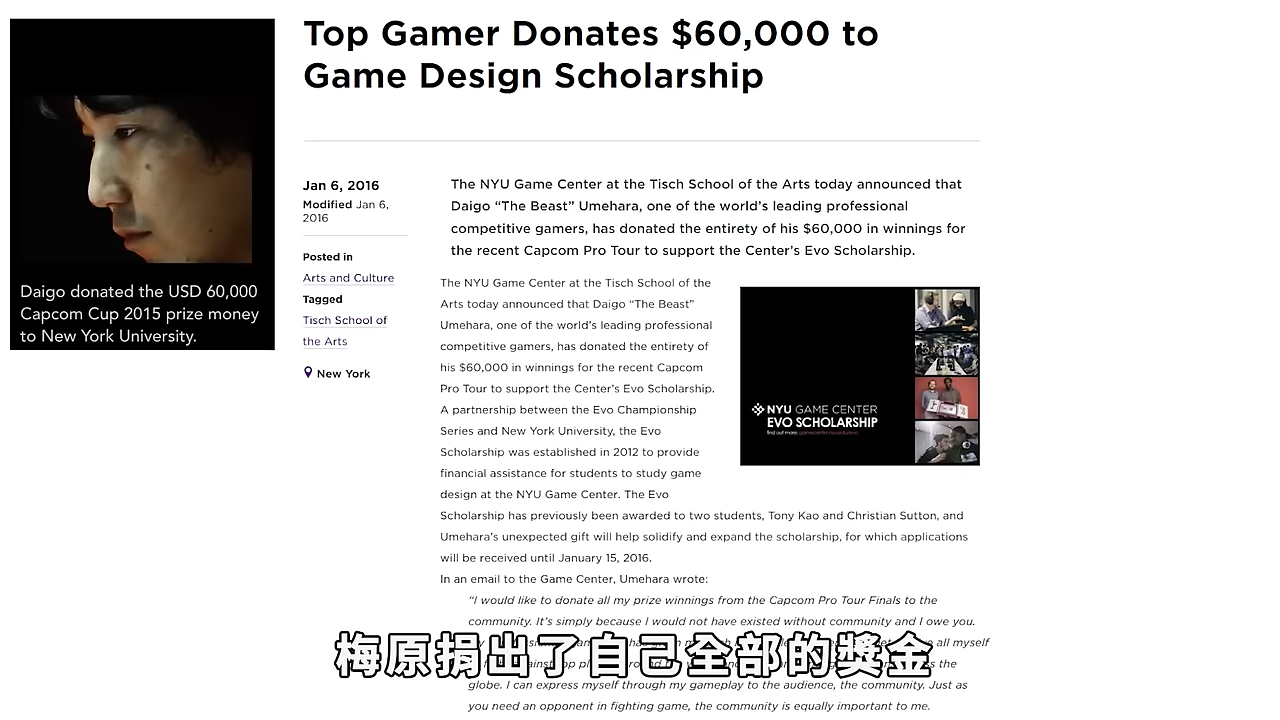 Top Gamer Donates $60,000 to
Game Design Scholarship
Daigo donated the USD 60,000
Capcom Cup 2015 prize money
to New York University.
Jan 6, 2016
Modified Jan 6,
2016
Posted in
Arts and Culture
Tagged
Tisch School of
the Arts
New York
The NYU Game Center at the Tisch School of the Arts today announced that
Daigo “The Beast” Umehara, one of the world’s leading professional
competitive gamers, has donated the entirety of his $60,000 in winnings for
the recent Capcom Pro Tour to support the Center’s Evo Scholarship.
The NYU Game Center at the Tisch School of the
Arts today announced that Daigo “The Beast”
Umehara, one of the world’s leading professional
competitive gamers, has donated the entirety of
his $60,000 in winnings for the recent Capcom
Pro Tour to support the Center’s Evo Scholarship.
A partnership between the Evo Championship
Series and New York University, the Evo
Scholarship was established in 2012 to provide
financial assistance for students to study game
design at the NYU Game Center. The Evo
Scholarship has previously been awarded to two students, Tony Kao and Christian Sutton, and
Umehara’s unexpected gift will help solidify and expand the scholarship, for which applications
will be received until January 15, 2016.
NYU GAME CENTER
EVO SCHOLARSHIP
find out more:
In an email to the Game Center, Umehara wrote:
“I would like to donate all my prize winnings from the Capcom Pro Tour Finals to the
community. It’s simply because I would not have existed without community and I owe you.
all myself
the
globe. I can express myself through my gameplay to the audience, the community. Just as
you need an opponent in fighting game, the community is equally important to me.
梅原捐出了自己全部的獎金